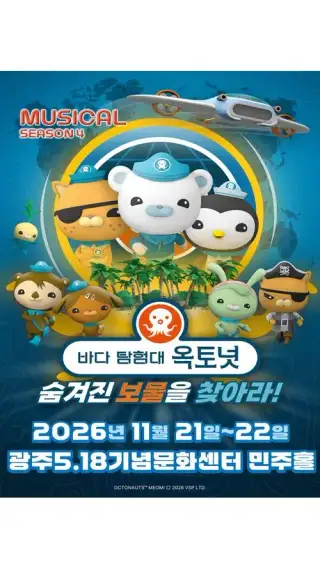 MUSICAL
SEASON 4
바다 탐험대 옥토넛
숨겨진 보물을 찾아라!
2026년 11월 21일~22일
광주5.18기념문화센터 민주홀
OCTONAUTS™ MEOMI © 2026 VSF LTD.